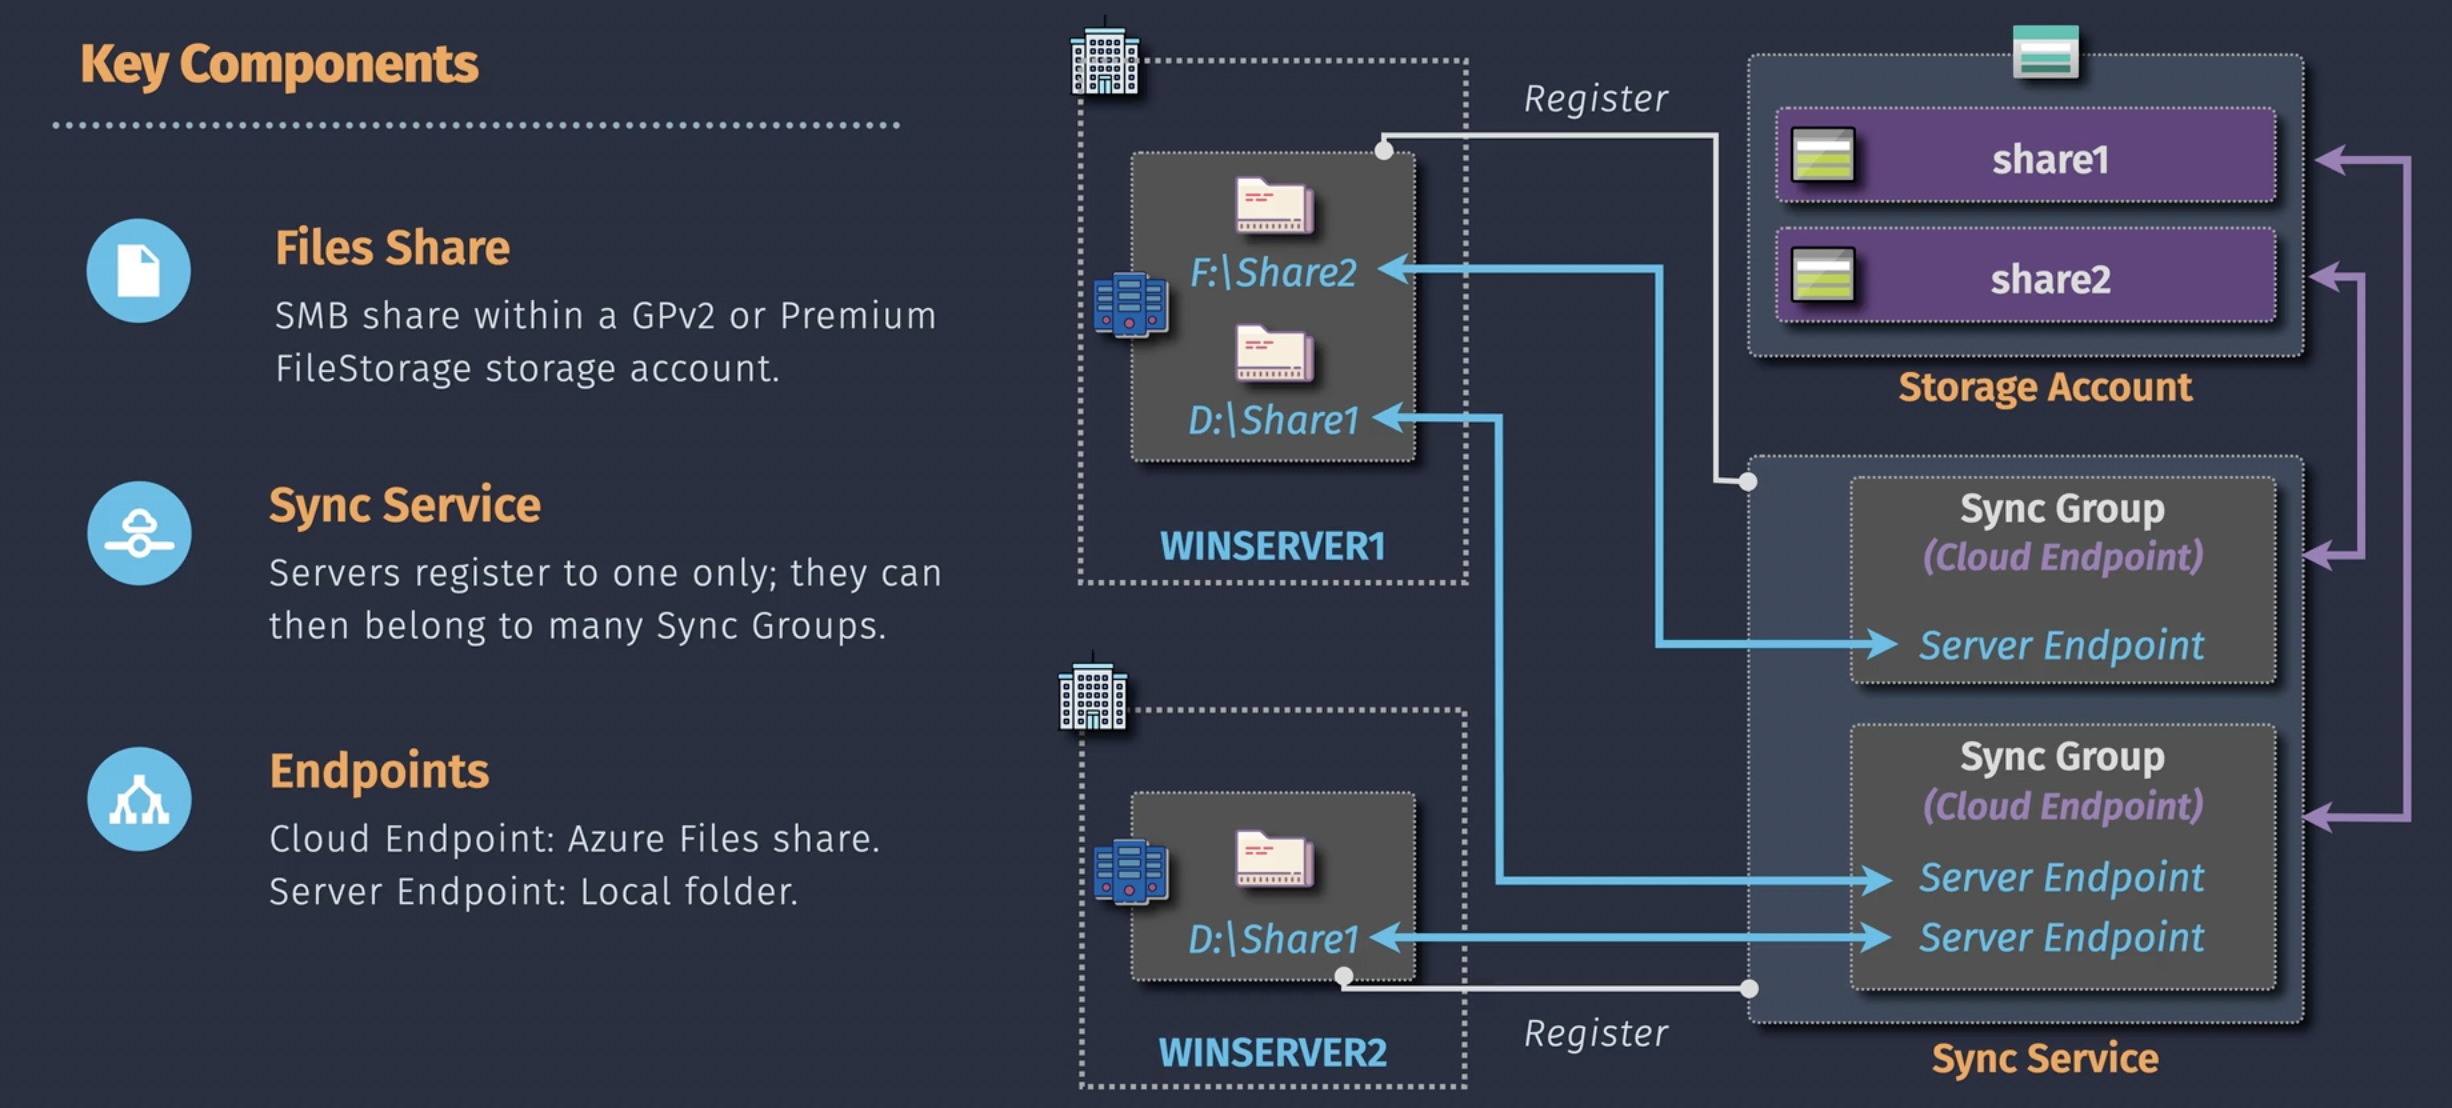 Key Components
Files Share
SMB share within a GPv2 or Premium
FileStorage storage account.
Sync Service
Servers register to one only; they can
then belong to many Sync Groups.
Endpoints
Cloud Endpoint: Azure Files share.
Server Endpoint: Local folder.
F:\Share2
D:\Share1
WINSERVER1
D:\Share1
WINSERVER2
Register
Register
share1
share2
Storage Account
Sync Group
(Cloud Endpoint)
Server Endpoint
Sync Group
(Cloud Endpoint)
Server Endpoint
Server Endpoint
Sync Service